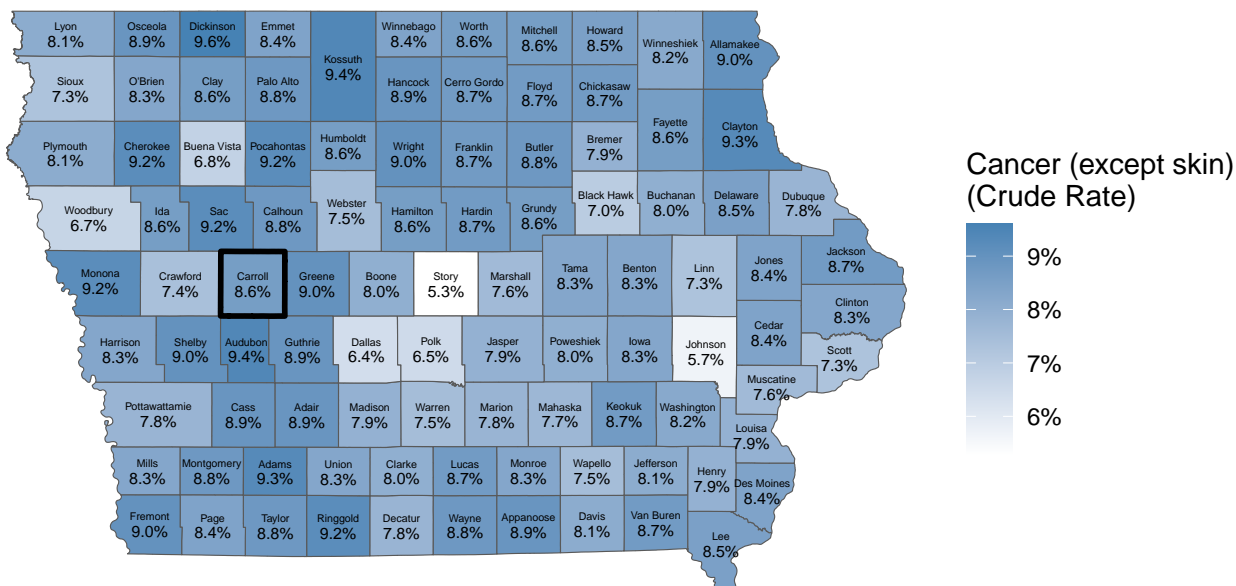 Lyon
8.1%
Osceola
8.9%
Dickinson
9.6%
Emmet
8.4%
Kossuth
9.4%
Winnebago
8.4%
Worth
8.6%
Mitchell
8.6%
Howard
8.5%
Winneshiek
8.2%
Allamakee
9.0%
Sioux
7.3%
O'Brien
8.3%
Clay
8.6%
Palo Alto
8.8%
Hancock
8.9%
Cerro Gordo
8.7%
Floyd
8.7%
Chickasaw
8.7%
Fayette
8.6%
Clayton
9.3%
Plymouth
8.1%
Cherokee
9.2%
Buena Vista
6.8%
Pocahontas
9.2%
Humboldt
8.6%
Wright
9.0%
Franklin
8.7%
Butler
8.8%
Bremer
7.9%
Woodbury
6.7%
Ida
8.6%
Sac
9.2%
Calhoun
8.8%
Webster
7.5%
Hamilton
8.6%
Hardin
8.7%
Grundy
8.6%
Black Hawk
7.0%
Buchanan
8.0%
Delaware
8.5%
Dubuque
7.8%
Monona
9.2%
Crawford
7.4%
Carroll
8.6%
Greene
9.0%
Boone
8.0%
Story
5.3%
Marshall
7.6%
Tama
8.3%
Benton
8.3%
Linn
7.3%
Jones
8.4%
Jackson
8.7%
Clinton
8.3%
Harrison
8.3%
Shelby
9.0%
Audubon
9.4%
Guthrie
8.9%
Dallas
6.4%
Polk
6.5%
Jasper
7.9%
Poweshiek
8.0%
Iowa
8.3%
Johnson
5.7%
Cedar
8.4%
Scott
7.3%
Muscatine
7.6%
Pottawattamie
7.8%
Cass
8.9%
Adair
8.9%
Madison
7.9%
Warren
7.5%
Marion
7.8%
Mahaska
7.7%
Keokuk
8.7%
Washington
8.2%
Louisa
7.9%
Mills
8.3%
Montgomery
8.8%
Adams
9.3%
Union
8.3%
Clarke
8.0%
Lucas
8.7%
Monroe
8.3%
Wapello
7.5%
Jefferson
8.1%
Henry
7.9%
Des Moines
8.4%
Fremont
9.0%
Page
8.4%
Taylor
8.8%
Ringgold
9.2%
Decatur
7.8%
Wayne
8.8%
Appanoose
8.9%
Davis
8.1%
Van Buren
8.7%
Lee
8.5%
Cancer (except skin)
(Crude Rate)
9%
8%
7%
6%